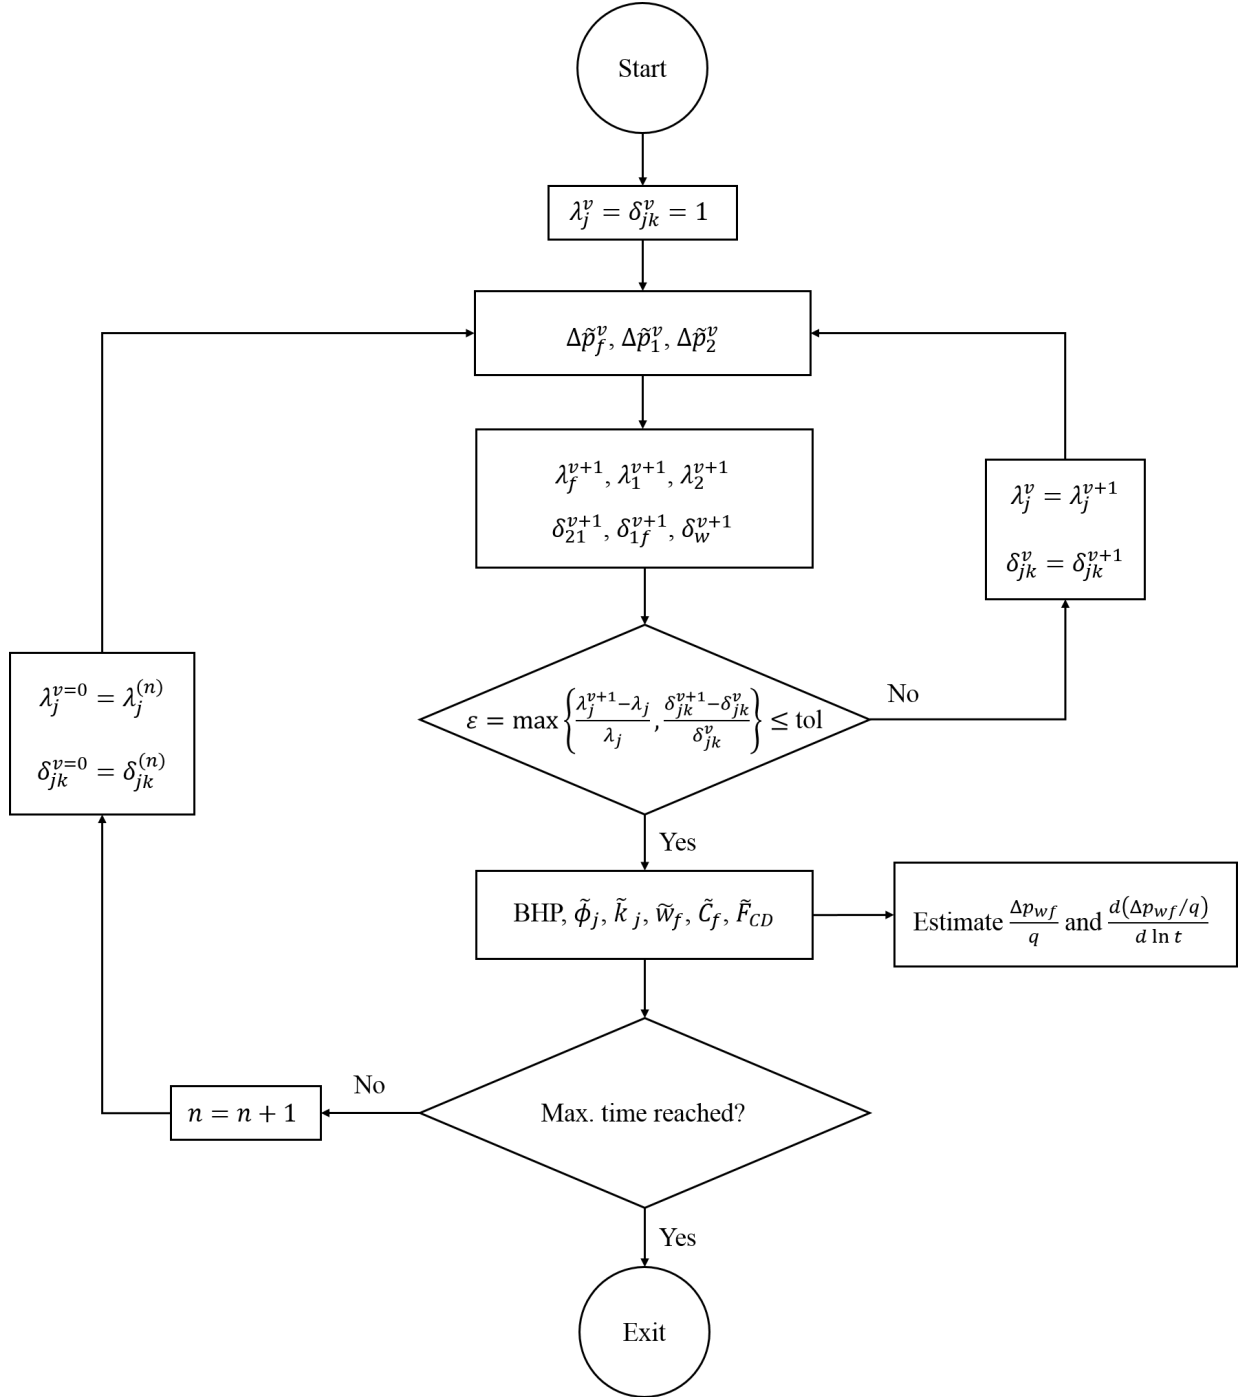 Start
λ_j^v = δ_jk^v = 1
Δp̃_f^v, Δp̃_1^v, Δp̃_2^v
λ_f^{v+1}, λ_1^{v+1}, λ_2^{v+1}
δ_21^{v+1}, δ_1f^{v+1}, δ_w^{v+1}
λ_j^v = λ_j^{v+1}
δ_jk^v = δ_jk^{v+1}
ε = max{(λ_j^{v+1}−λ_j)/λ_j, (δ_jk^{v+1}−δ_jk^v)/δ_jk^v} ≤ tol
No
λ_j^{v=0} = λ_j^{(n)}
δ_jk^{v=0} = δ_jk^{(n)}
Yes
BHP, ϕ̃_j, k̃_j, w̃_f, C̃_f, F̃_CD
Estimate Δp_wf/q and d(Δp_wf/q)/d ln t
No
n = n + 1
Max. time reached?
Yes
Exit